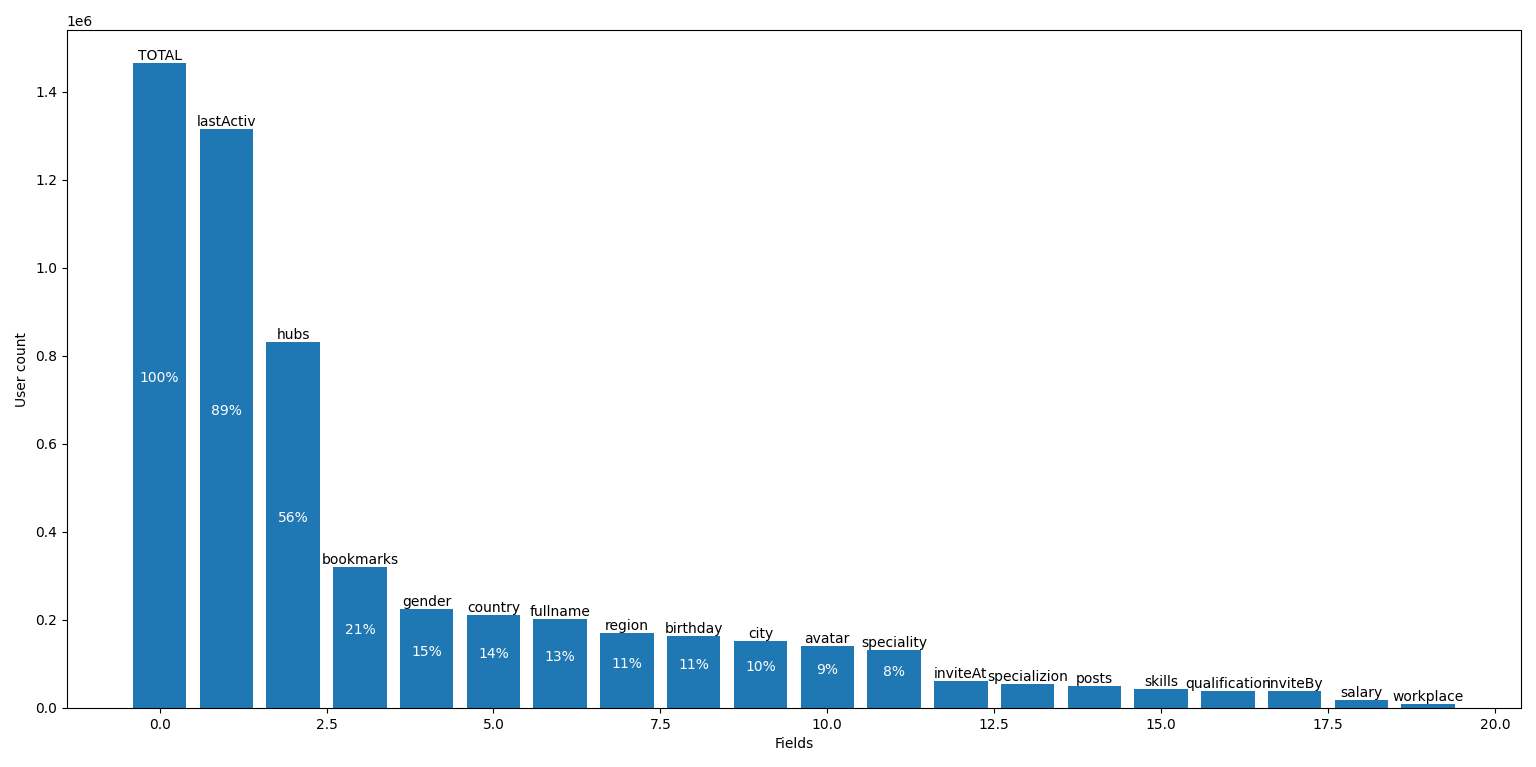 1e6
TOTAL
lastActiv
hubs
bookmarks
gender
country
fullname
region
birthday
city
avatar
speciality
inviteAt
specializion
posts
skills
qualification
inviteBy
salary
workplace
100%
89%
56%
21%
15%
14%
13%
11%
11%
10%
9%
8%
1.4
1.2
1.0
0.8
0.6
0.4
0.2
0.0
User count
0.0
2.5
5.0
7.5
10.0
12.5
15.0
17.5
20.0
Fields